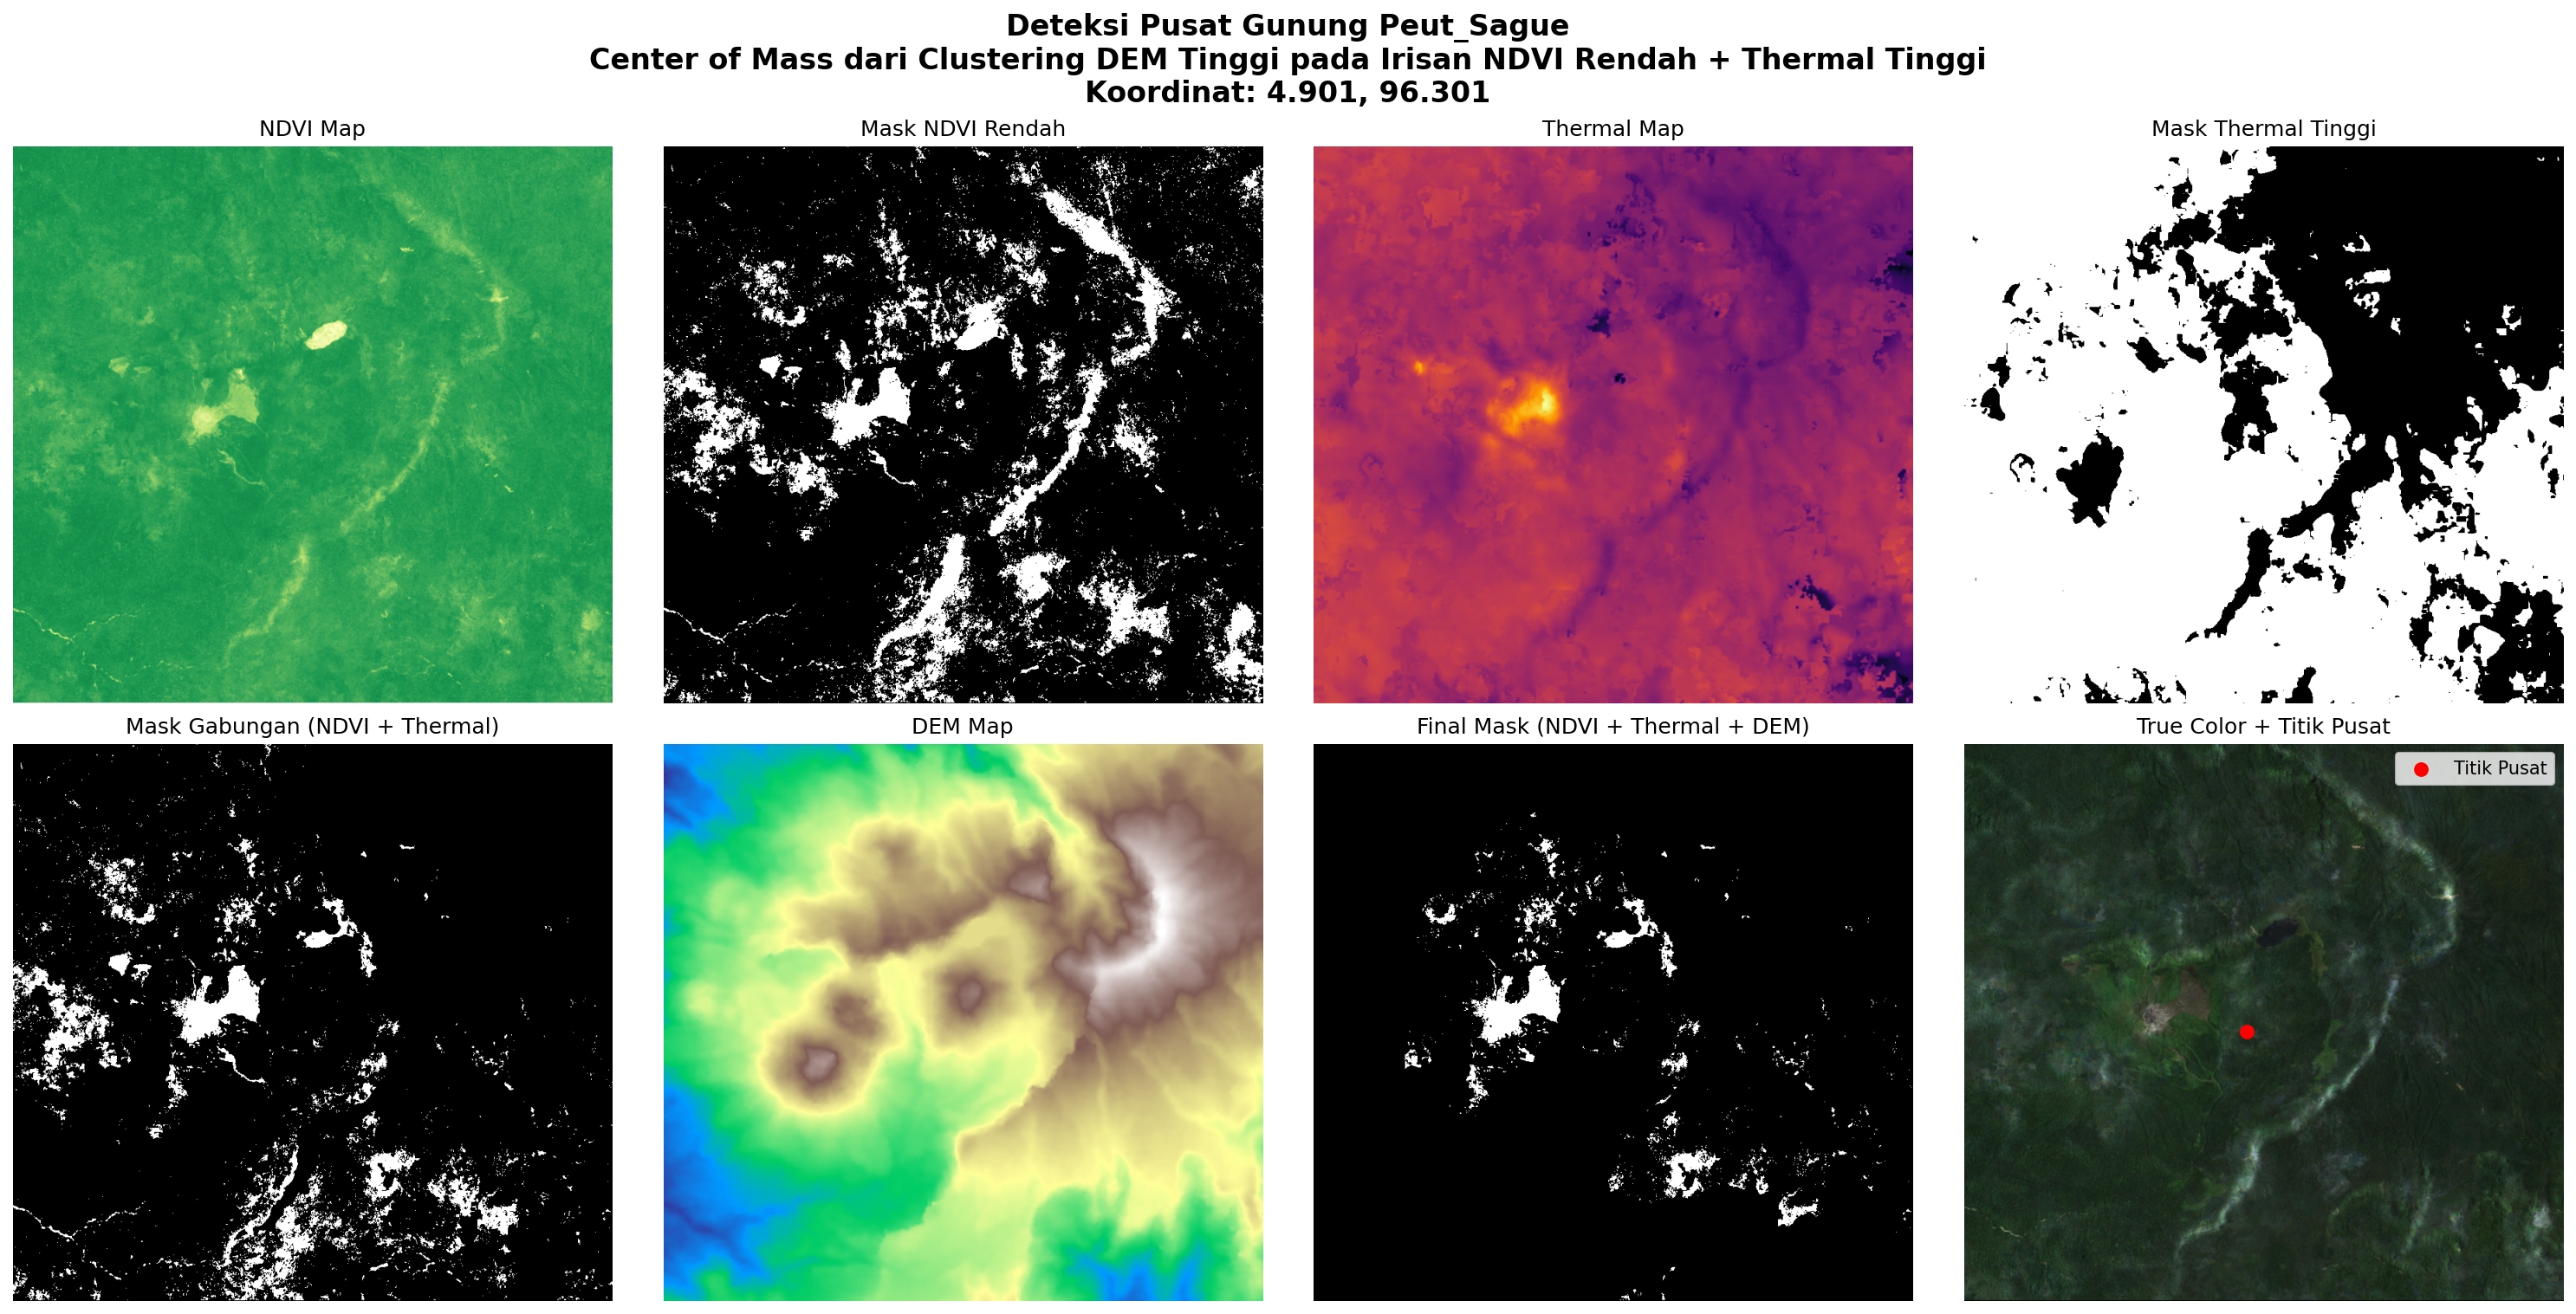 Deteksi Pusat Gunung Peut_Sague
Center of Mass dari Clustering DEM Tinggi pada Irisan NDVI Rendah + Thermal Tinggi
Koordinat: 4.901, 96.301
NDVI Map
Mask NDVI Rendah
Thermal Map
Mask Thermal Tinggi
Mask Gabungan (NDVI + Thermal)
DEM Map
Final Mask (NDVI + Thermal + DEM)
True Color + Titik Pusat
Titik Pusat